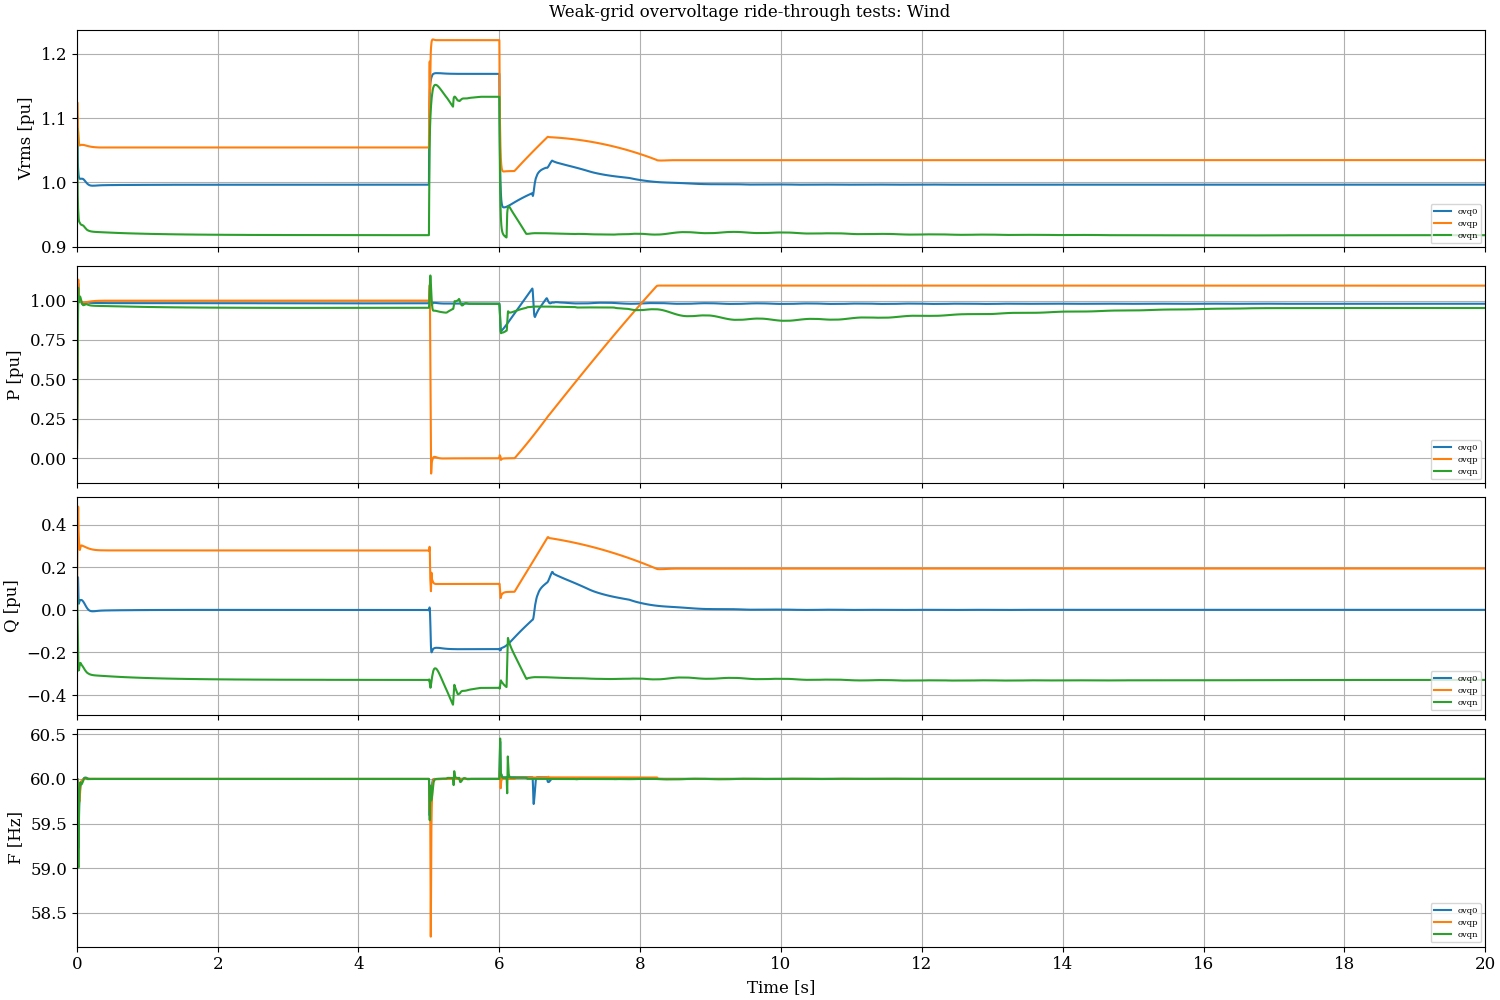 Weak-grid overvoltage ride-through tests: Wind
Vrms [pu]
1.2
1.1
1.0
0.9
ovq0
ovqp
ovqn
P [pu]
1.00
0.75
0.50
0.25
0.00
ovq0
ovqp
ovqn
Q [pu]
0.4
0.2
0.0
−0.2
−0.4
ovq0
ovqp
ovqn
F [Hz]
60.5
60.0
59.5
59.0
58.5
ovq0
ovqp
ovqn
0 2 4 6 8 10 12 14 16 18 20
Time [s]